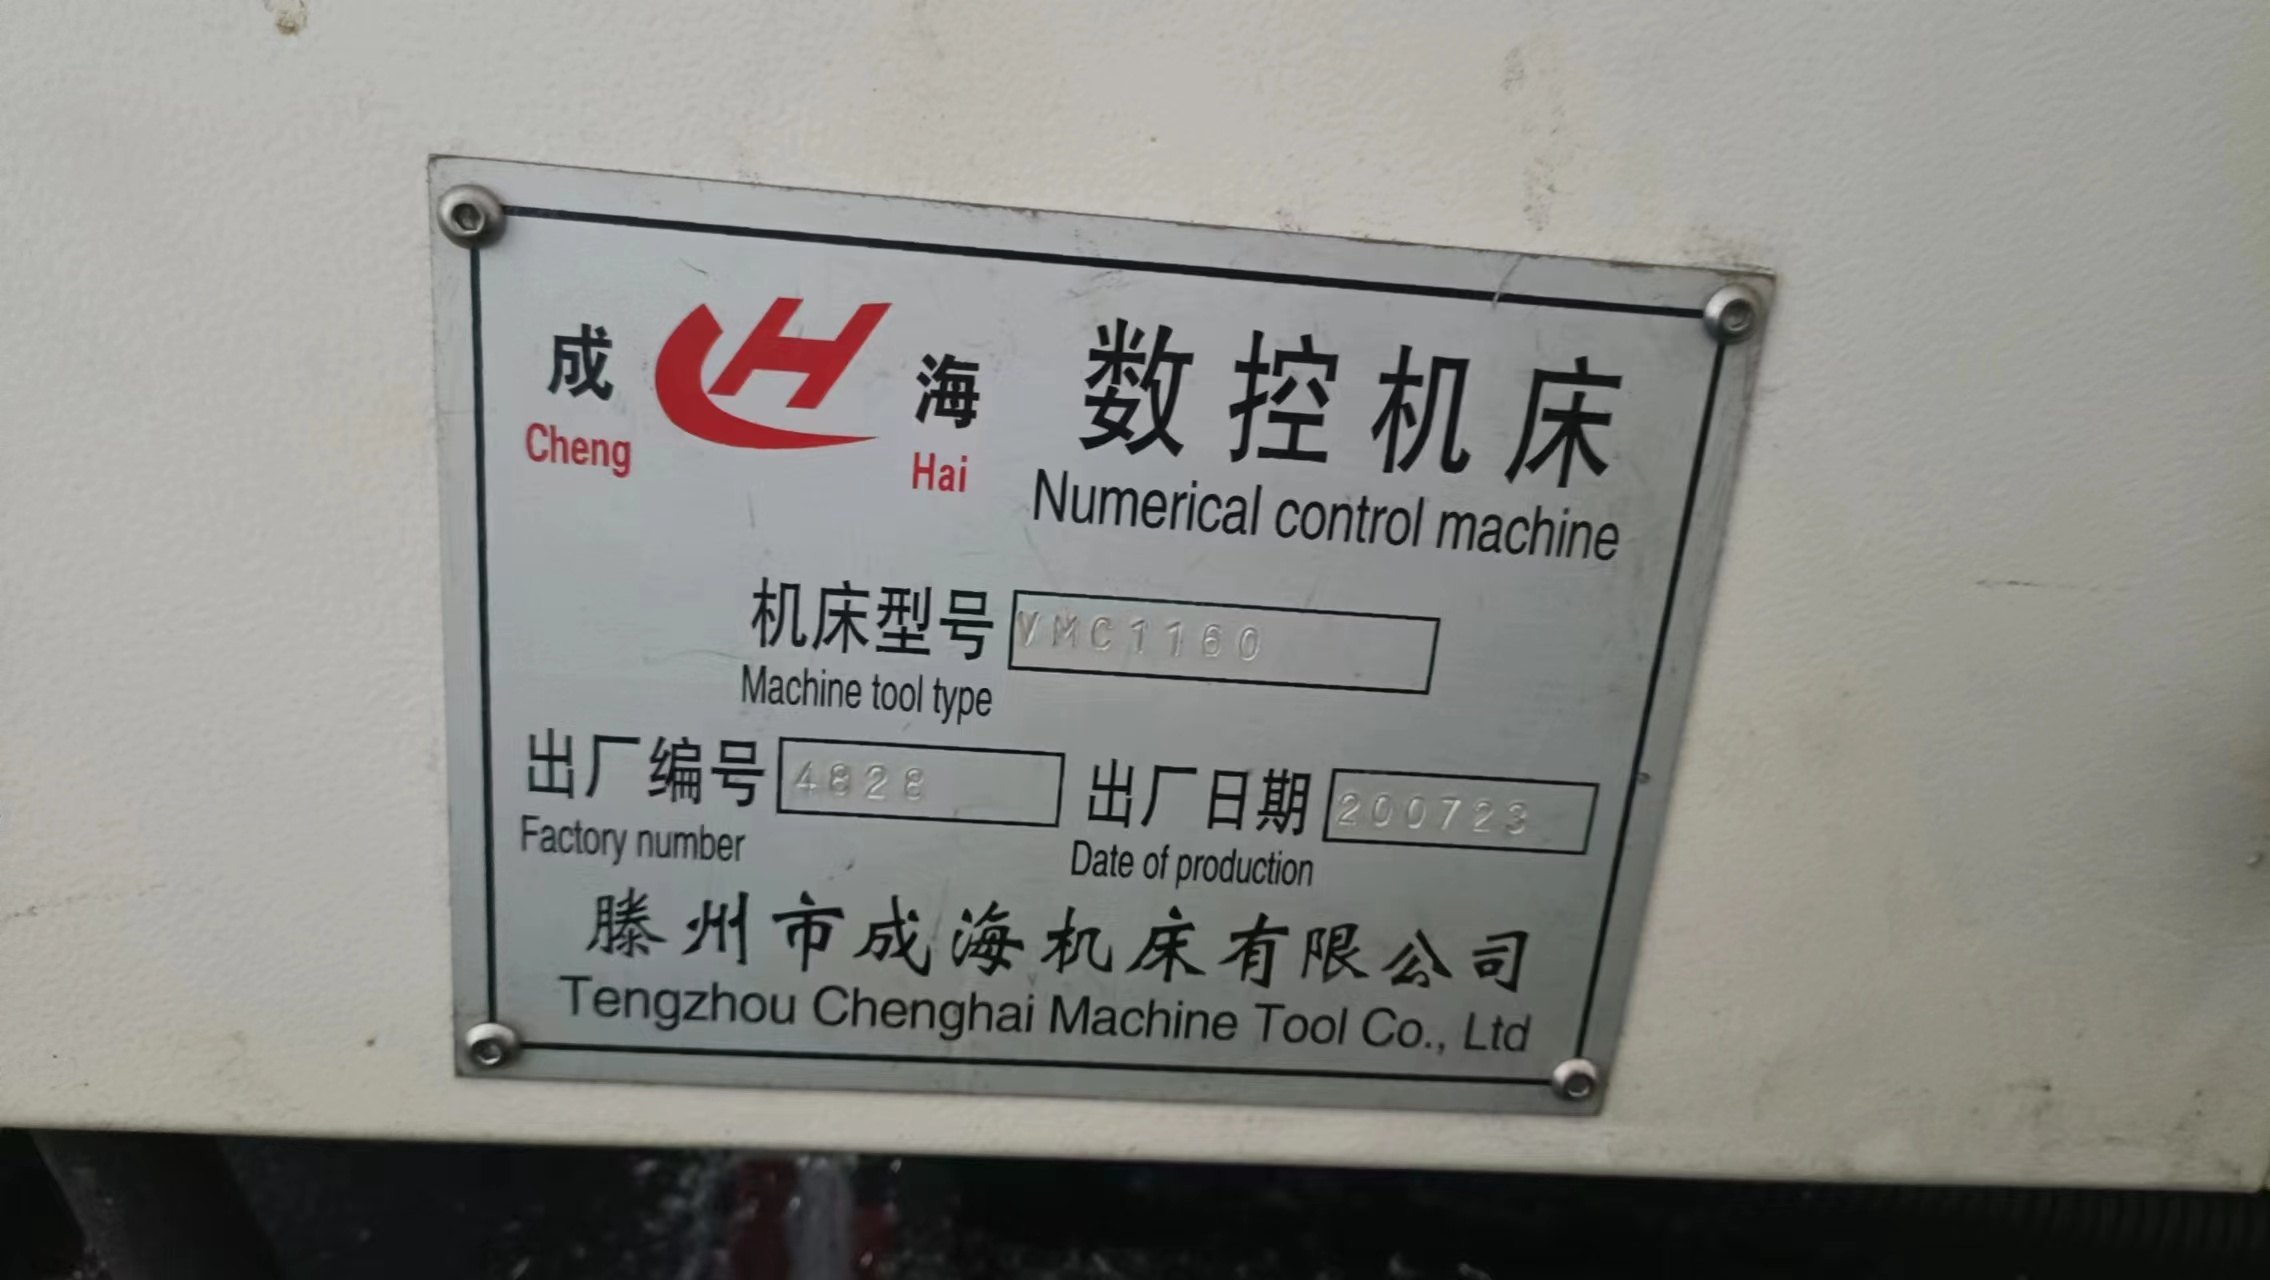 成 CH 海 数控机床
Cheng Hai Numerical control machine
机床型号 VMC1160
Machine tool type
出厂编号 4828 出厂日期 200723
Factory number Date of production
滕州市成海机床有限公司
Tengzhou Chenghai Machine Tool Co., Ltd